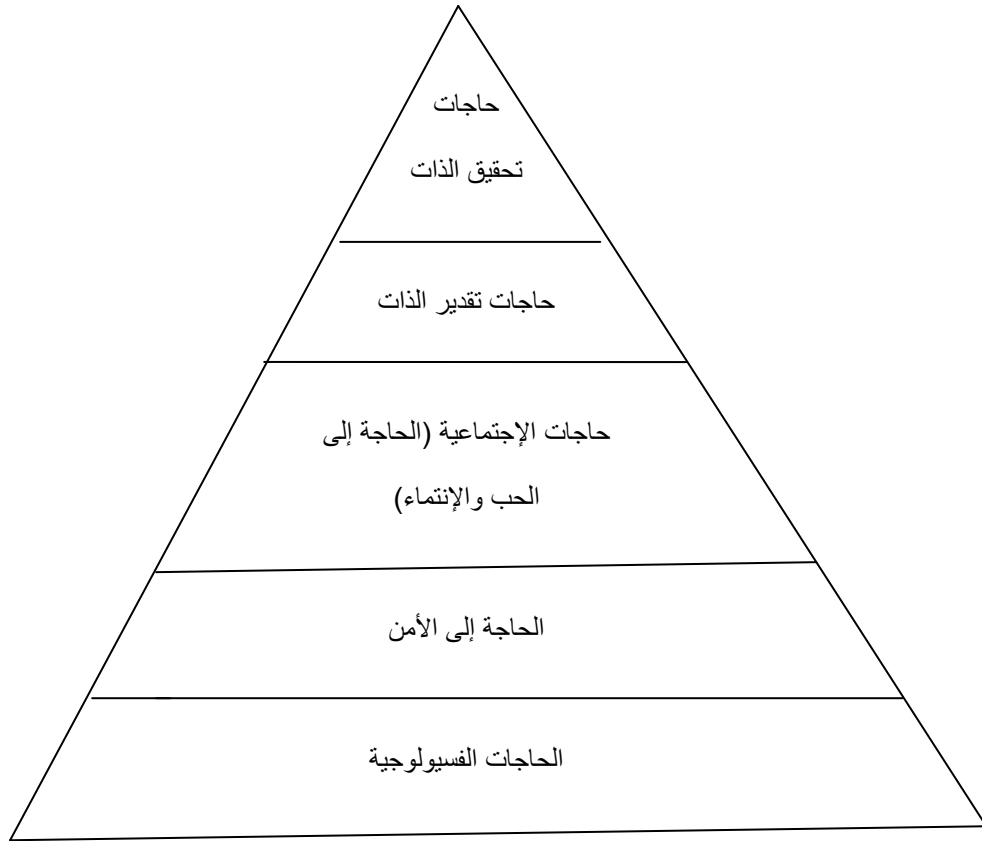 حاجات
تحقيق الذات
حاجات تقدير الذات
حاجات الإجتماعية (الحاجة إلى
الحب والإنتماء)
الحاجة إلى الأمن
الحاجات الفسيولوجية